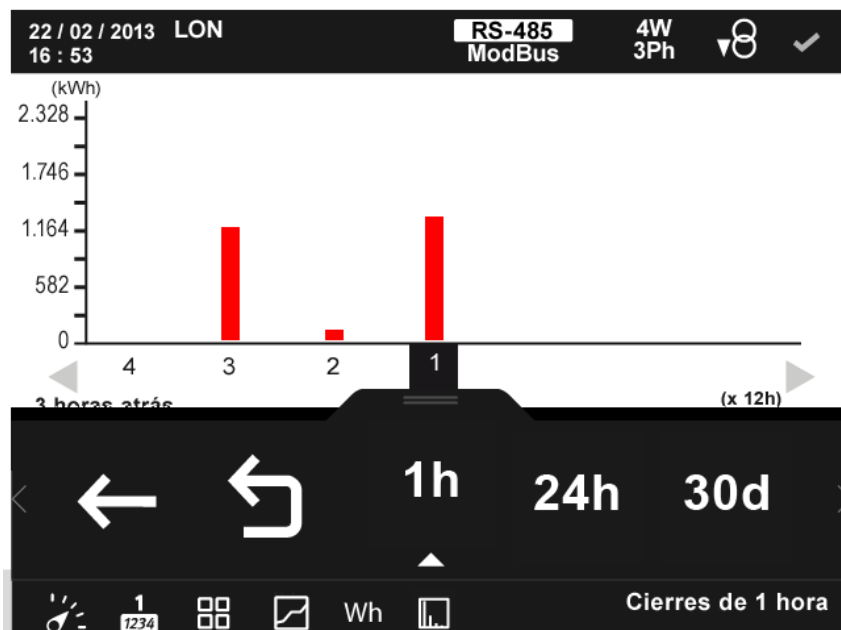 22 / 02 / 2013 LON RS-485 4W
16 : 53 ModBus 3Ph
(kWh)
2.328
1.746
1.164
582
0
4 3 2 1
3 horas atrás (x 12h)
1h 24h 30d
1
1234 Wh Cierres de 1 hora